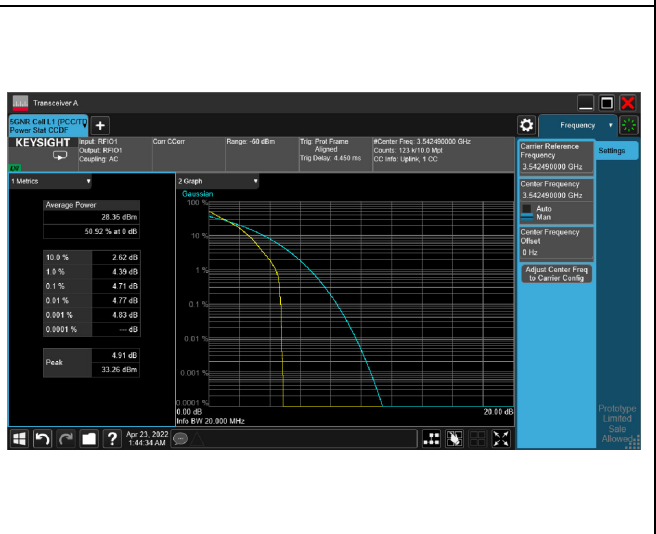 Transceiver A
5GNR Call L1 (PCC/TD
Power Stat CCDF
Frequency
KEYSIGHT
Input: RFIO1
Output: RFIO1
Coupling: AC
Corr CCorr
Range: -60 dBm
Trig: Prot Frame
Aligned
Trig Delay: 4.450 ms
#Center Freq: 3.542490000 GHz
Counts: 123 k/10.0 Mpt
CC Info: Uplink, 1 CC
1 Metrics
Average Power
28.35 dBm
50.92 % at 0 dB
10.0 % 2.62 dB
1.0 % 4.39 dB
0.1 % 4.71 dB
0.01 % 4.77 dB
0.001 % 4.83 dB
0.0001 % --- dB
Peak
4.91 dB
33.26 dBm
2 Graph
Gaussian
100 %
10 %
1 %
0.1 %
0.01 %
0.001 %
0.0001 %
0.00 dB 20.00 dB
Info BW 20.000 MHz
Carrier Reference
Frequency
3.542490000 GHz
Center Frequency
3.542490000 GHz
Auto
Man
Center Frequency
Offset
0 Hz
Adjust Center Freq
to Carrier Config
Settings
Prototype
Limited
Sale
Allowed
?
Apr 23, 2022
1:44:34 AM